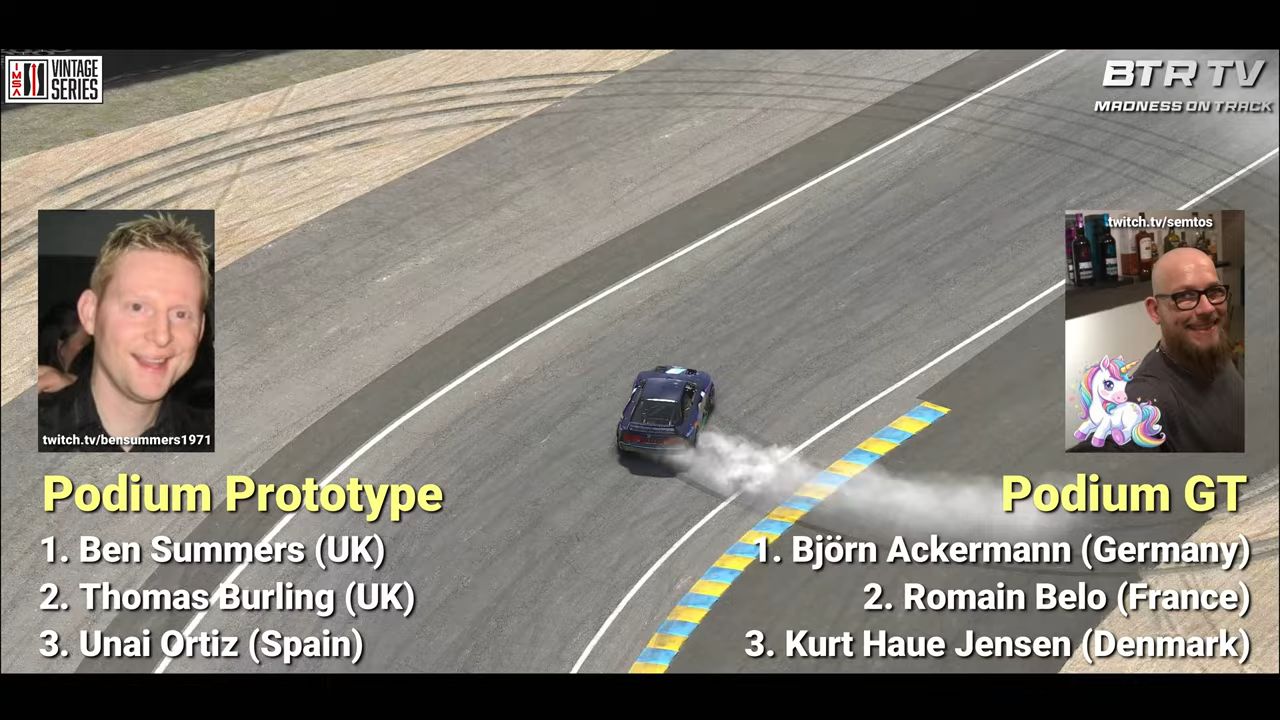 IMSA
VINTAGE
SERIES
BTR TV
MADNESS ON TRACK
twitch.tv/bensummers1971
twitch.tv/semtos
Podium Prototype
1. Ben Summers (UK)
2. Thomas Burling (UK)
3. Unai Ortiz (Spain)
Podium GT
1. Björn Ackermann (Germany)
2. Romain Belo (France)
3. Kurt Haue Jensen (Denmark)